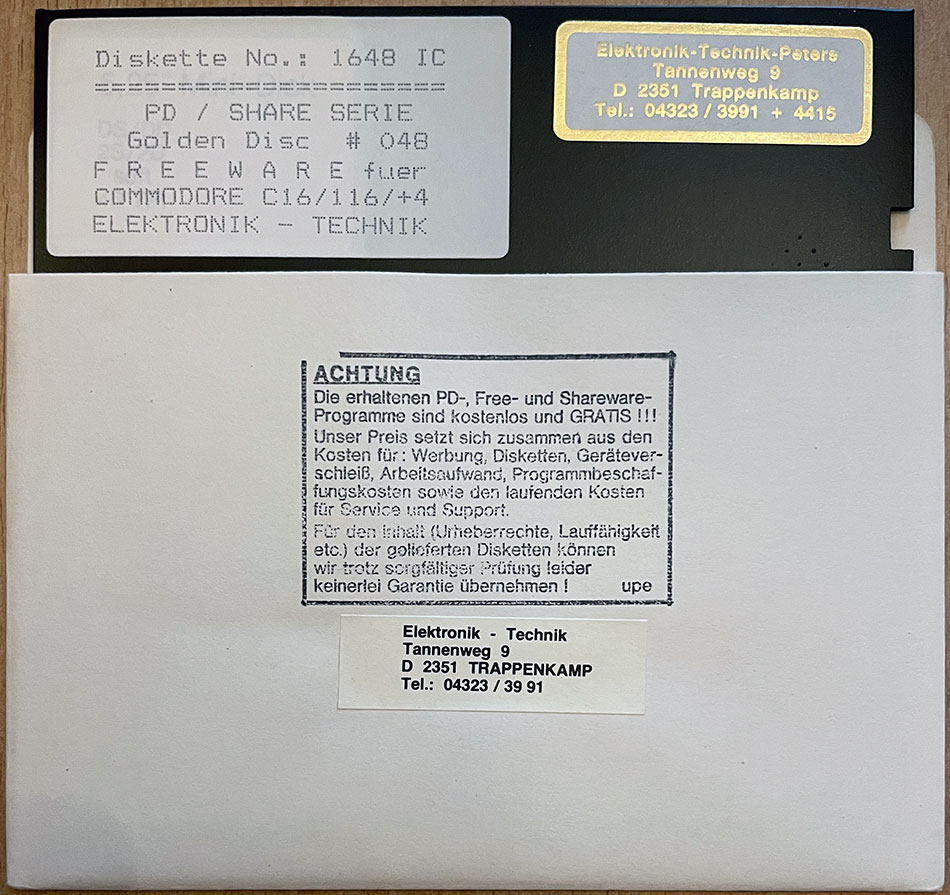 Diskette No.: 1648 IC
====================
PD / SHARE SERIE
Golden Disc # 048
F R E E W A R E fuer
COMMODORE C16/116/+4
ELEKTRONIK - TECHNIK
Elektronik-Technik-Peters
Tannenweg 9
D 2351 Trappenkamp
Tel.: 04323 / 3991 + 4415
ACHTUNG
Die erhaltenen PD-, Free- und Shareware-
Programme sind kostenlos und GRATIS !!!
Unser Preis setzt sich zusammen aus den
Kosten für: Werbung, Disketten, Gerätever-
schleiß, Arbeitsaufwand, Programmbeschaf-
fungskosten sowie den laufenden Kosten
für Service und Support.
Für den Inhalt (Urheberrechte, Lauffähigkeit
etc.) der gelieferten Disketten können
wir trotz sorgfältiger Prüfung leider
keinerlei Garantie übernehmen ! upe
Elektronik - Technik
Tannenweg 9
D 2351 TRAPPENKAMP
Tel.: 04323 / 39 91